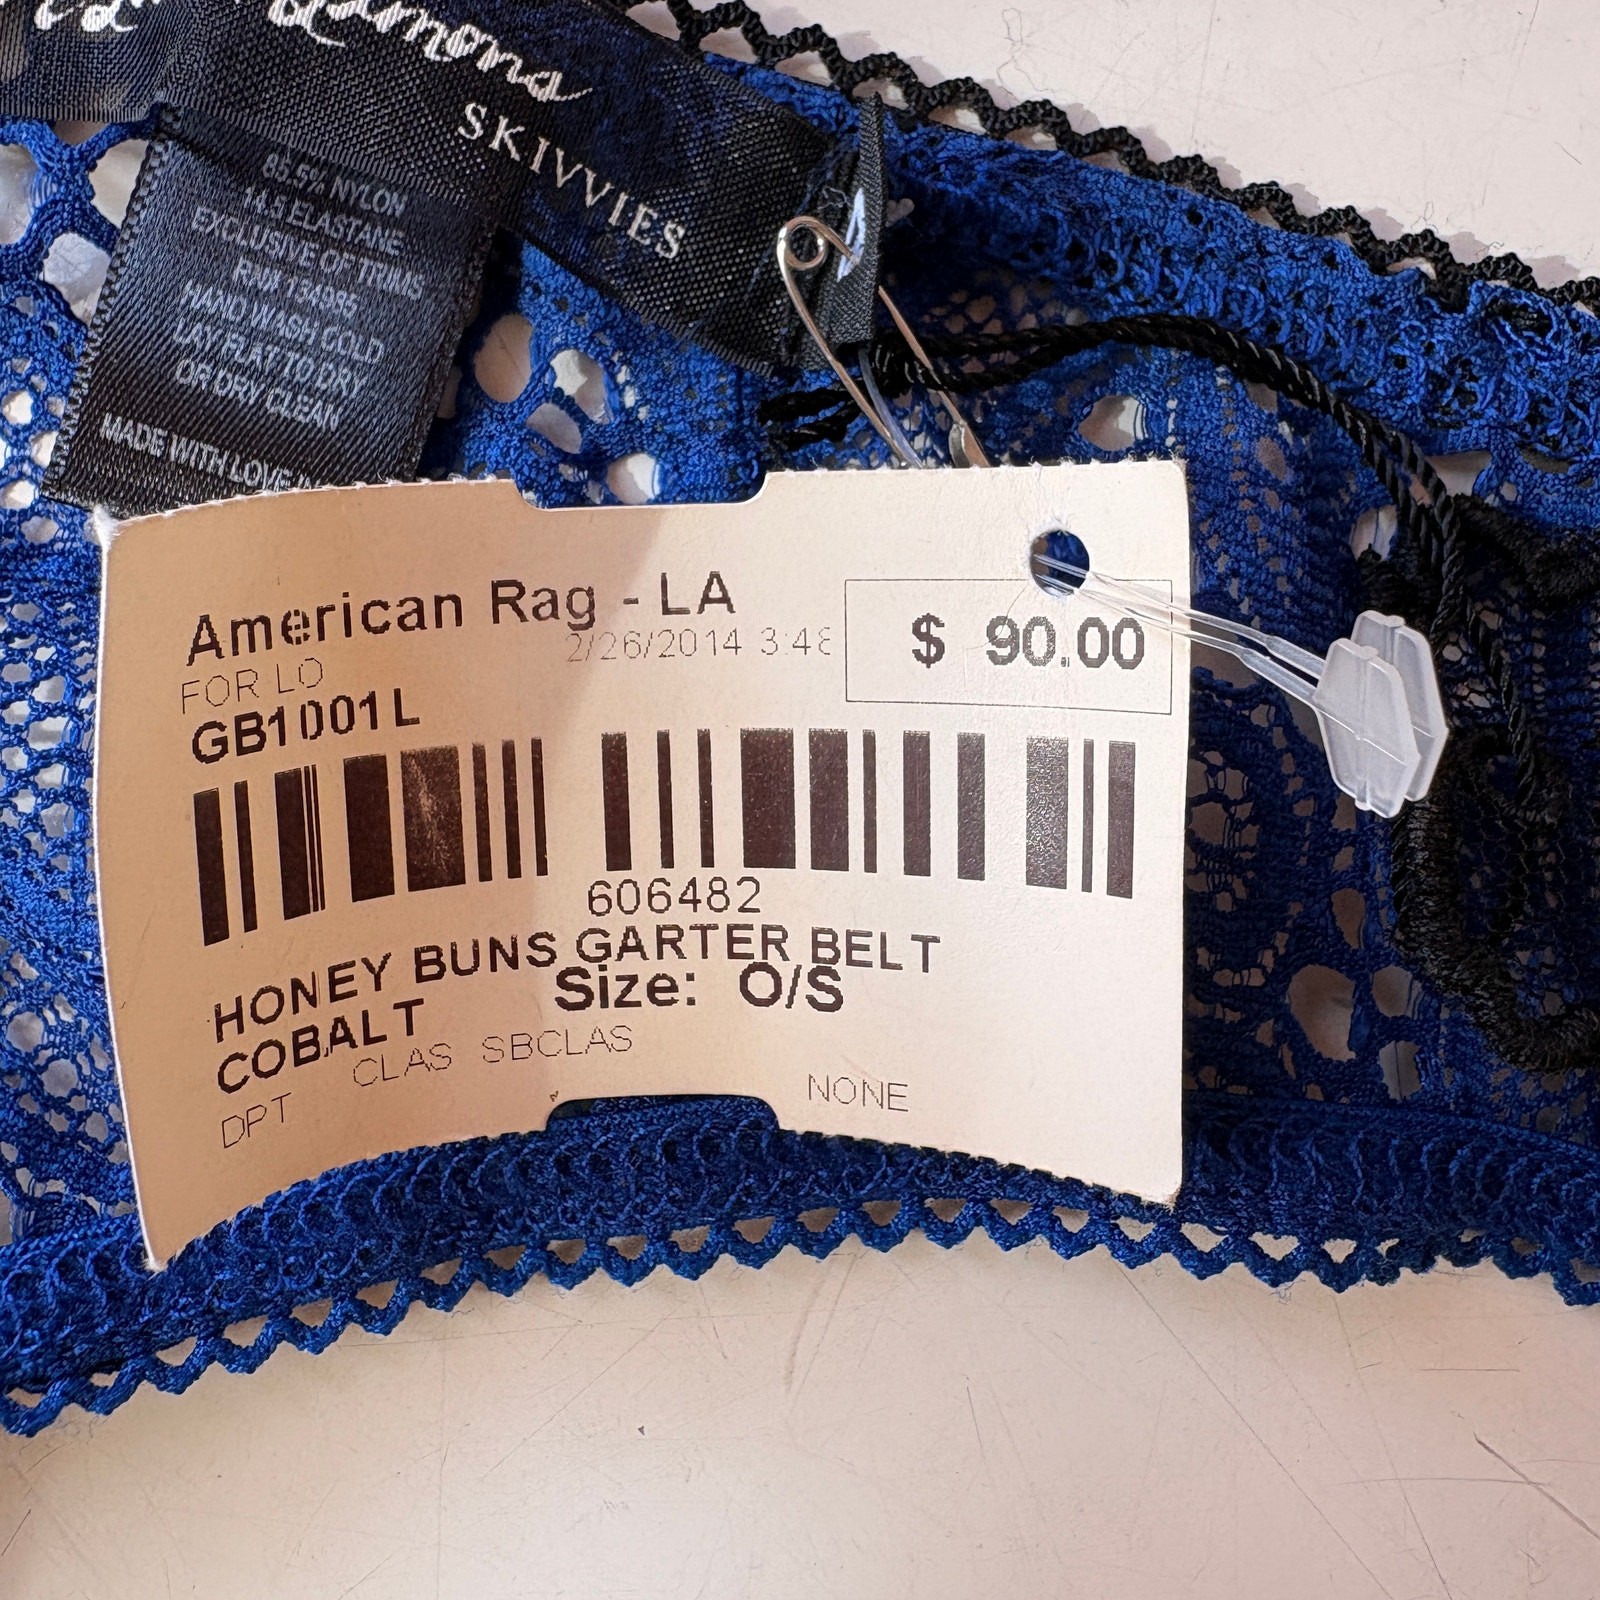 SKIVVIES
85.5% NYLON
14.5 ELASTANE
EXCLUSIVE OF TRIMS
RN# 134985
HAND WASH COLD
LAY FLAT TO DRY
OR DRY CLEAN
MADE WITH LOVE
American Rag - LA
2/26/2014 3:48
$ 90.00
FOR LO
GB1001L
606482
HONEY BUNS GARTER BELT
COBALT
Size: O/S
DPT CLAS SBCLAS
NONE